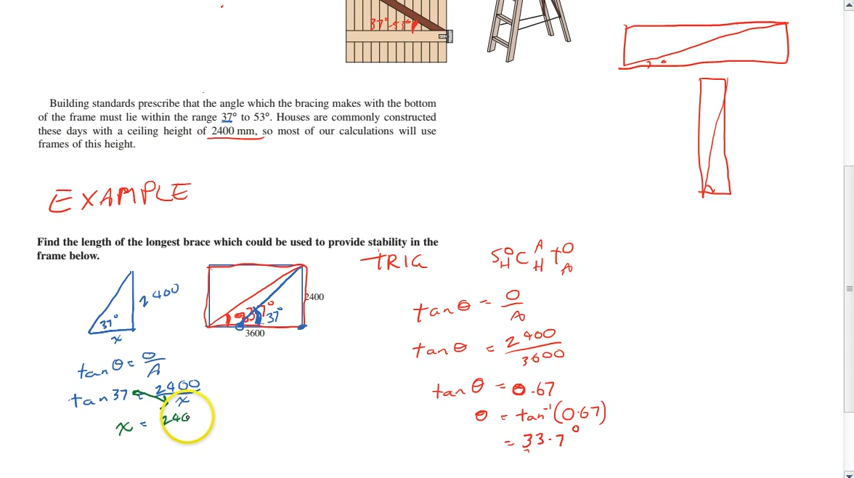 37°-53°
Building standards prescribe that the angle which the bracing makes with the bottom
of the frame must lie within the range 37° to 53°. Houses are commonly constructed
these days with a ceiling height of 2400 mm, so most of our calculations will use
frames of this height.
EXAMPLE
Find the length of the longest brace which could be used to provide stability in the
frame below.
TRIG
SOH CAH TOA
2400
37°
x
2400
3600
37°
tan θ = O/A
tan θ = 2400/3600
tan θ = 0.67
θ = tan⁻¹(0.67)
= 33.7°
tan θ = O/A
tan 37 = 2400/x
x = 240